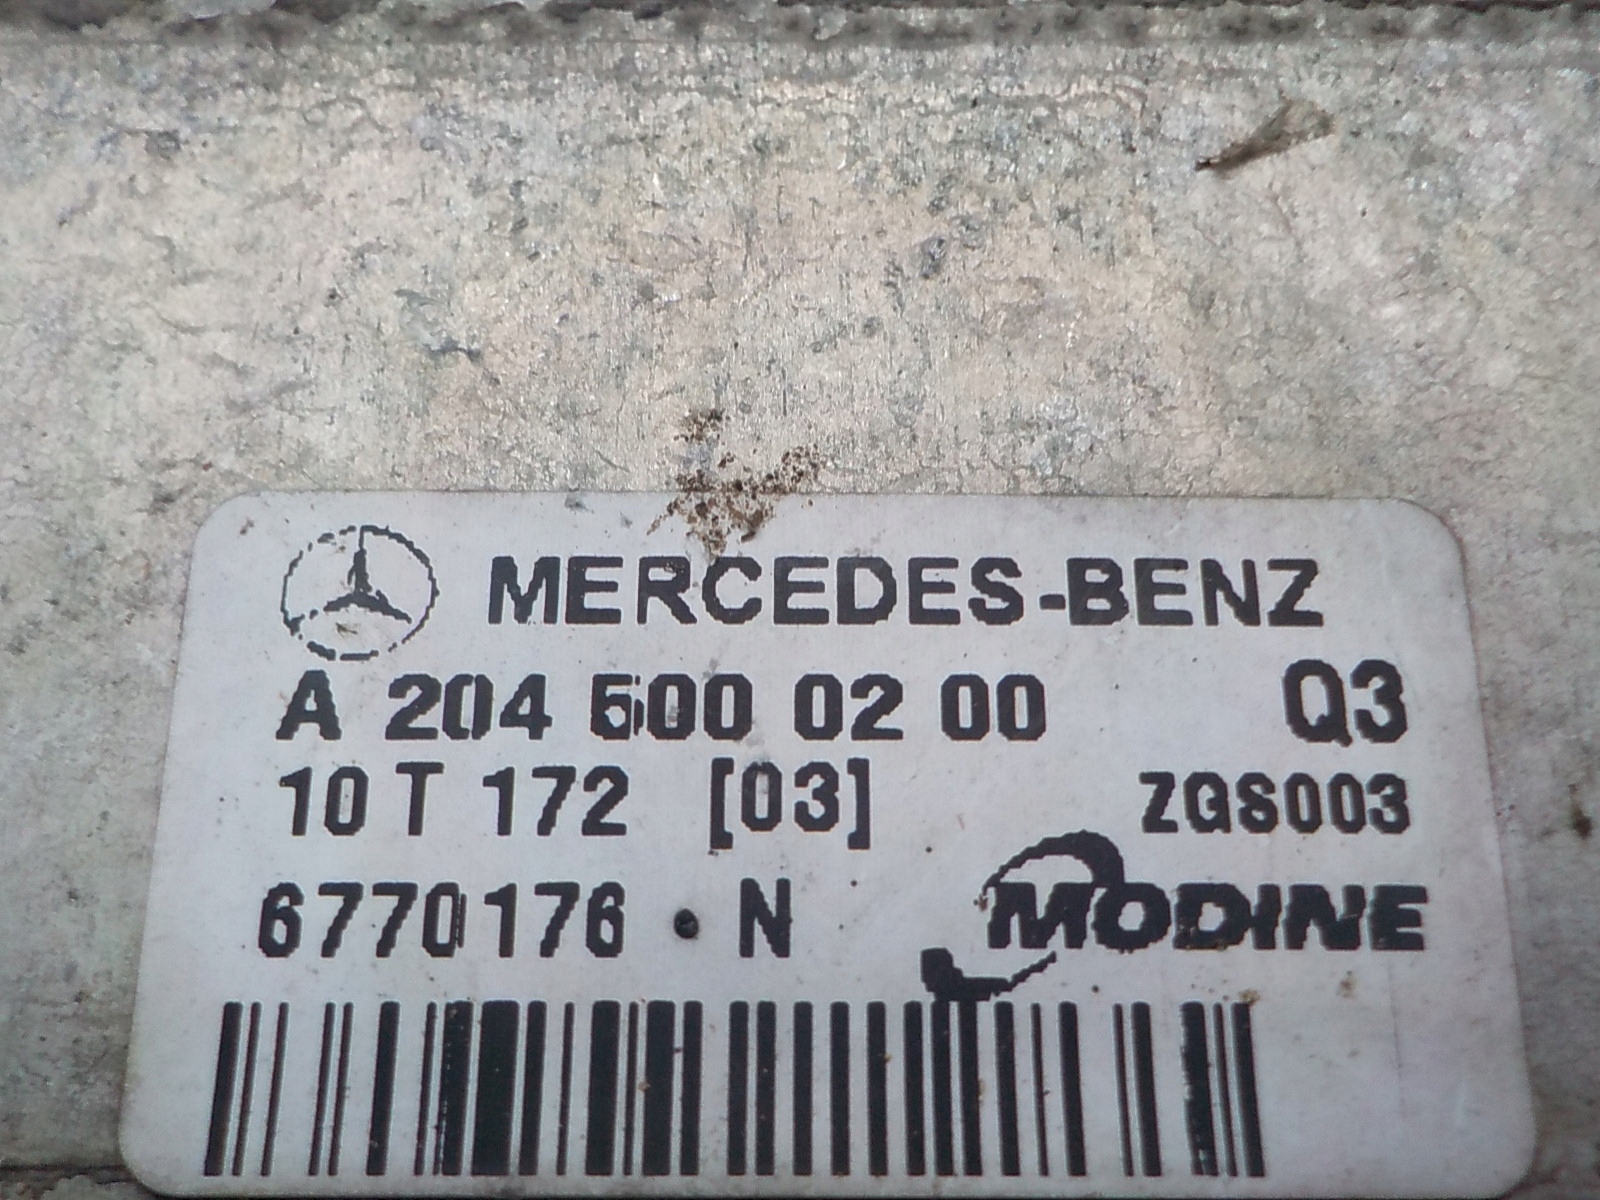 MERCEDES-BENZ
A 204 500 02 00 Q3
10 T 172 [03] ZGS003
6770176 • N MODINE